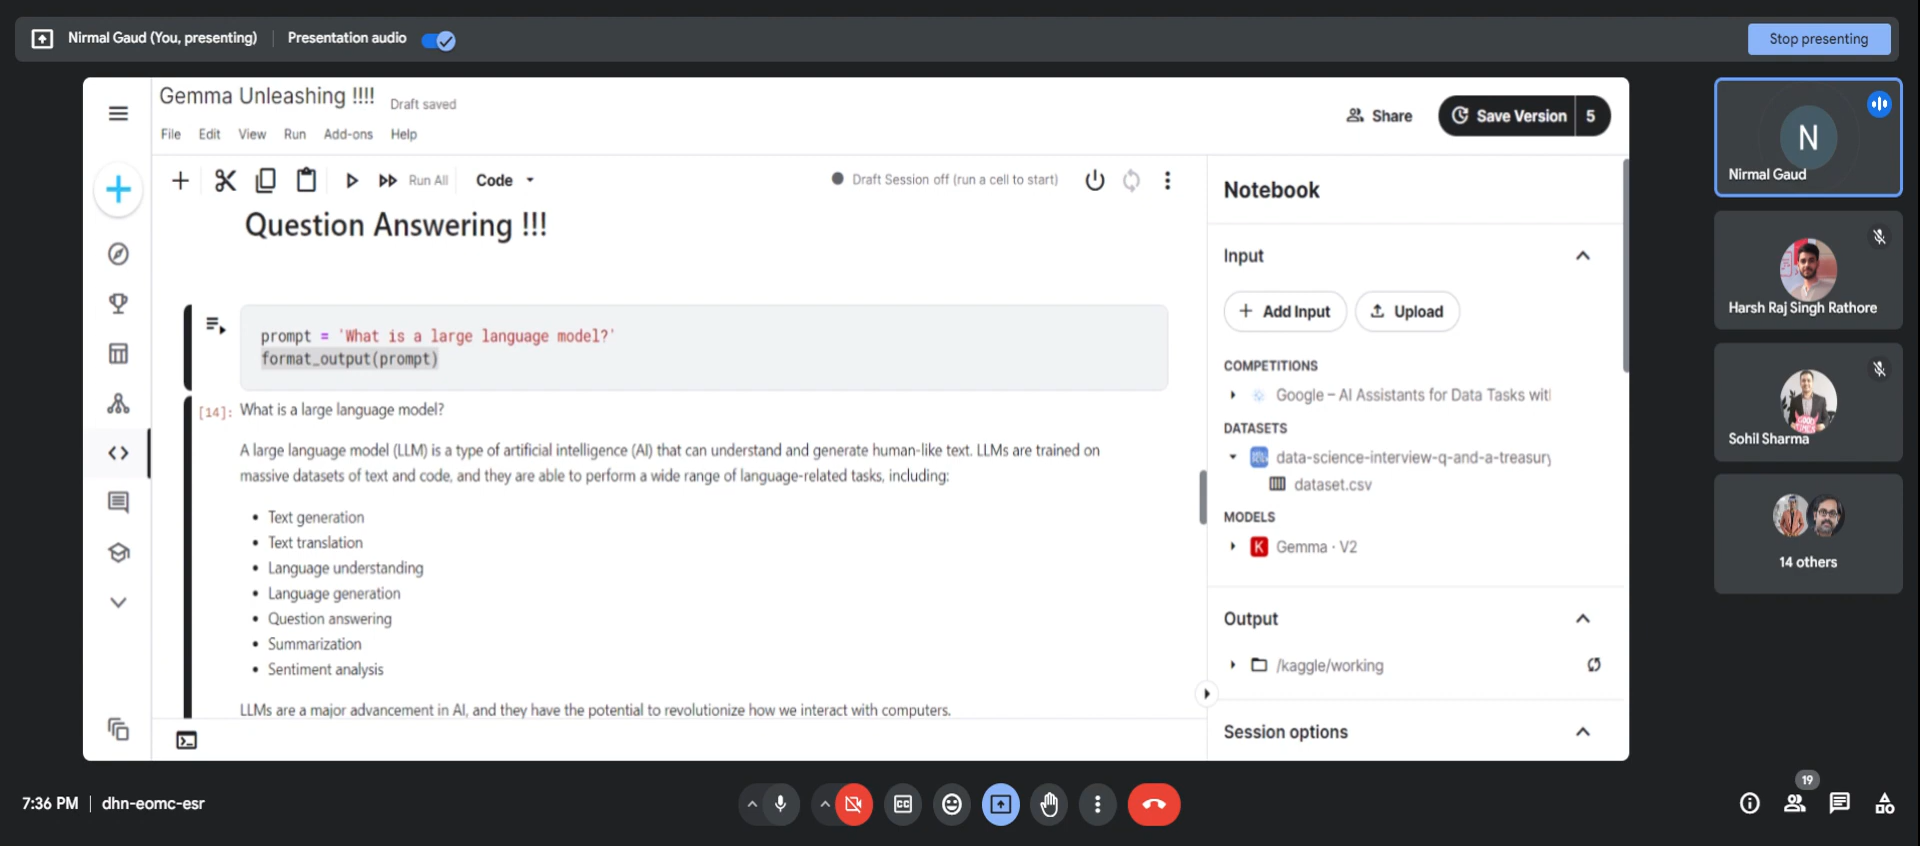 Nirmal Gaud (You, presenting)
Presentation audio
Stop presenting
Gemma Unleashing !!!!
Draft saved
File Edit View Run Add-ons Help
Share
Save Version 5
Run All
Code
Draft Session off (run a cell to start)
Question Answering !!!
prompt = 'What is a large language model?'
format_output(prompt)
[14]: What is a large language model?
A large language model (LLM) is a type of artificial intelligence (AI) that can understand and generate human-like text. LLMs are trained on
massive datasets of text and code, and they are able to perform a wide range of language-related tasks, including:
• Text generation
• Text translation
• Language understanding
• Language generation
• Question answering
• Summarization
• Sentiment analysis
LLMs are a major advancement in AI, and they have the potential to revolutionize how we interact with computers.
Notebook
Input
+ Add Input
Upload
COMPETITIONS
Google – AI Assistants for Data Tasks wit
DATASETS
data-science-interview-q-and-a-treasury
dataset.csv
MODELS
K Gemma · V2
Output
/kaggle/working
Session options
N
Nirmal Gaud
Harsh Raj Singh Rathore
Sohil Sharma
14 others
7:36 PM | dhn-eomc-esr
CC
19